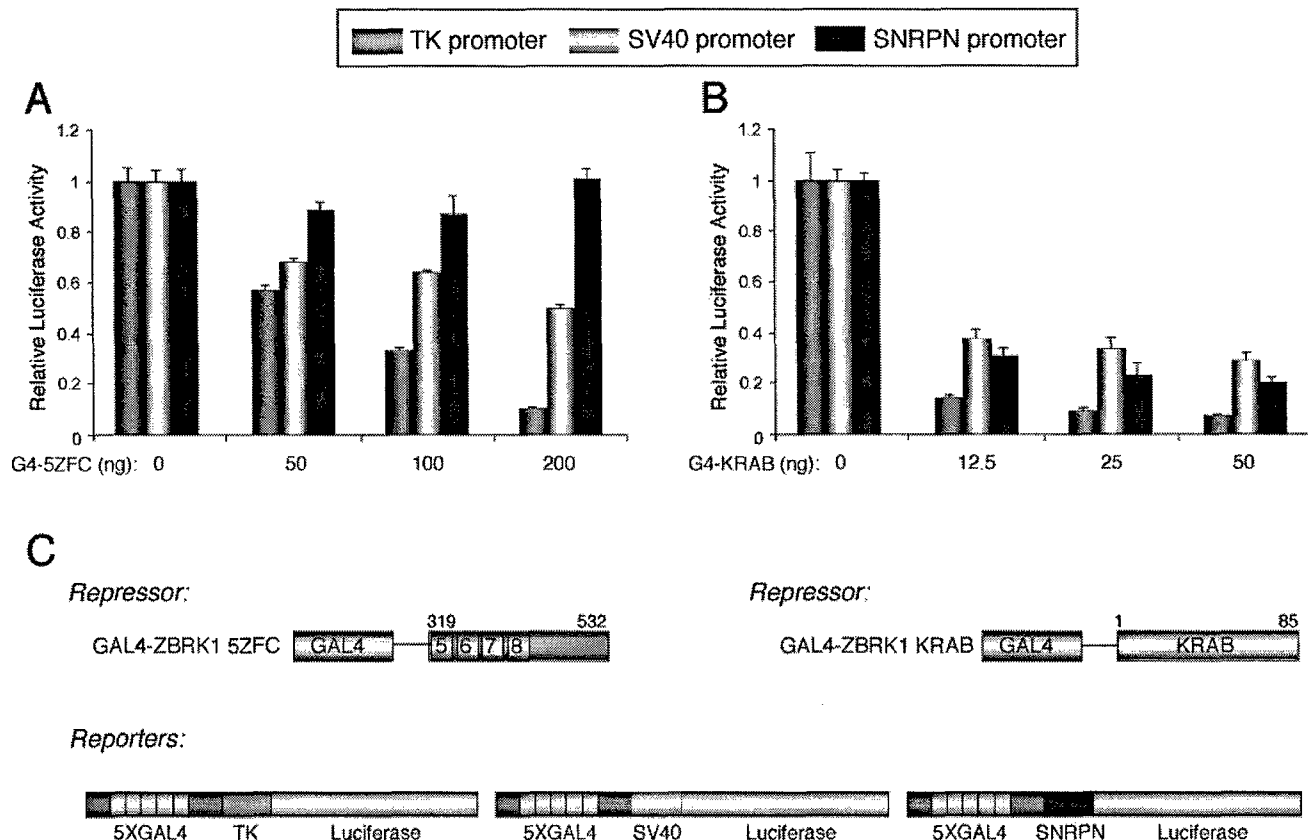 TK promoter SV40 promoter SNRPN promoter
A
Relative Luciferase Activity
1.2
1
0.8
0.6
0.4
0.2
0
G4-5ZFC (ng): 0 50 100 200
B
Relative Luciferase Activity
1.2
1
0.8
0.6
0.4
0.2
0
G4-KRAB (ng): 0 12.5 25 50
C
Repressor:
319 532
GAL4-ZBRK1 5ZFC GAL4 5 6 7 8
Repressor:
1 85
GAL4-ZBRK1 KRAB GAL4 KRAB
Reporters:
5XGAL4 TK Luciferase
5XGAL4 SV40 Luciferase
5XGAL4 SNRPN Luciferase